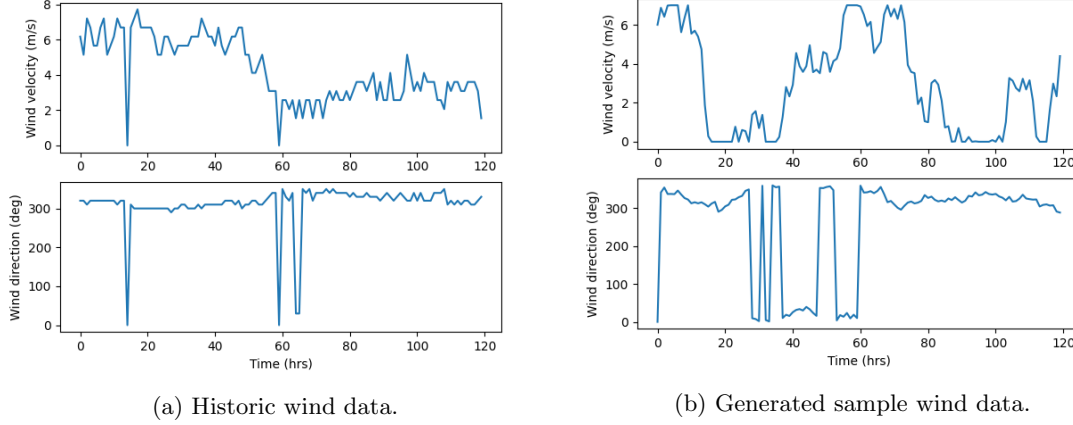 Wind velocity (m/s)
8
6
4
2
0
0 20 40 60 80 100 120
Wind direction (deg)
300
200
100
0
0 20 40 60 80 100 120
Time (hrs)
(a) Historic wind data.
Wind velocity (m/s)
6
4
2
0
0 20 40 60 80 100 120
Wind direction (deg)
300
200
100
0
0 20 40 60 80 100 120
Time (hrs)
(b) Generated sample wind data.